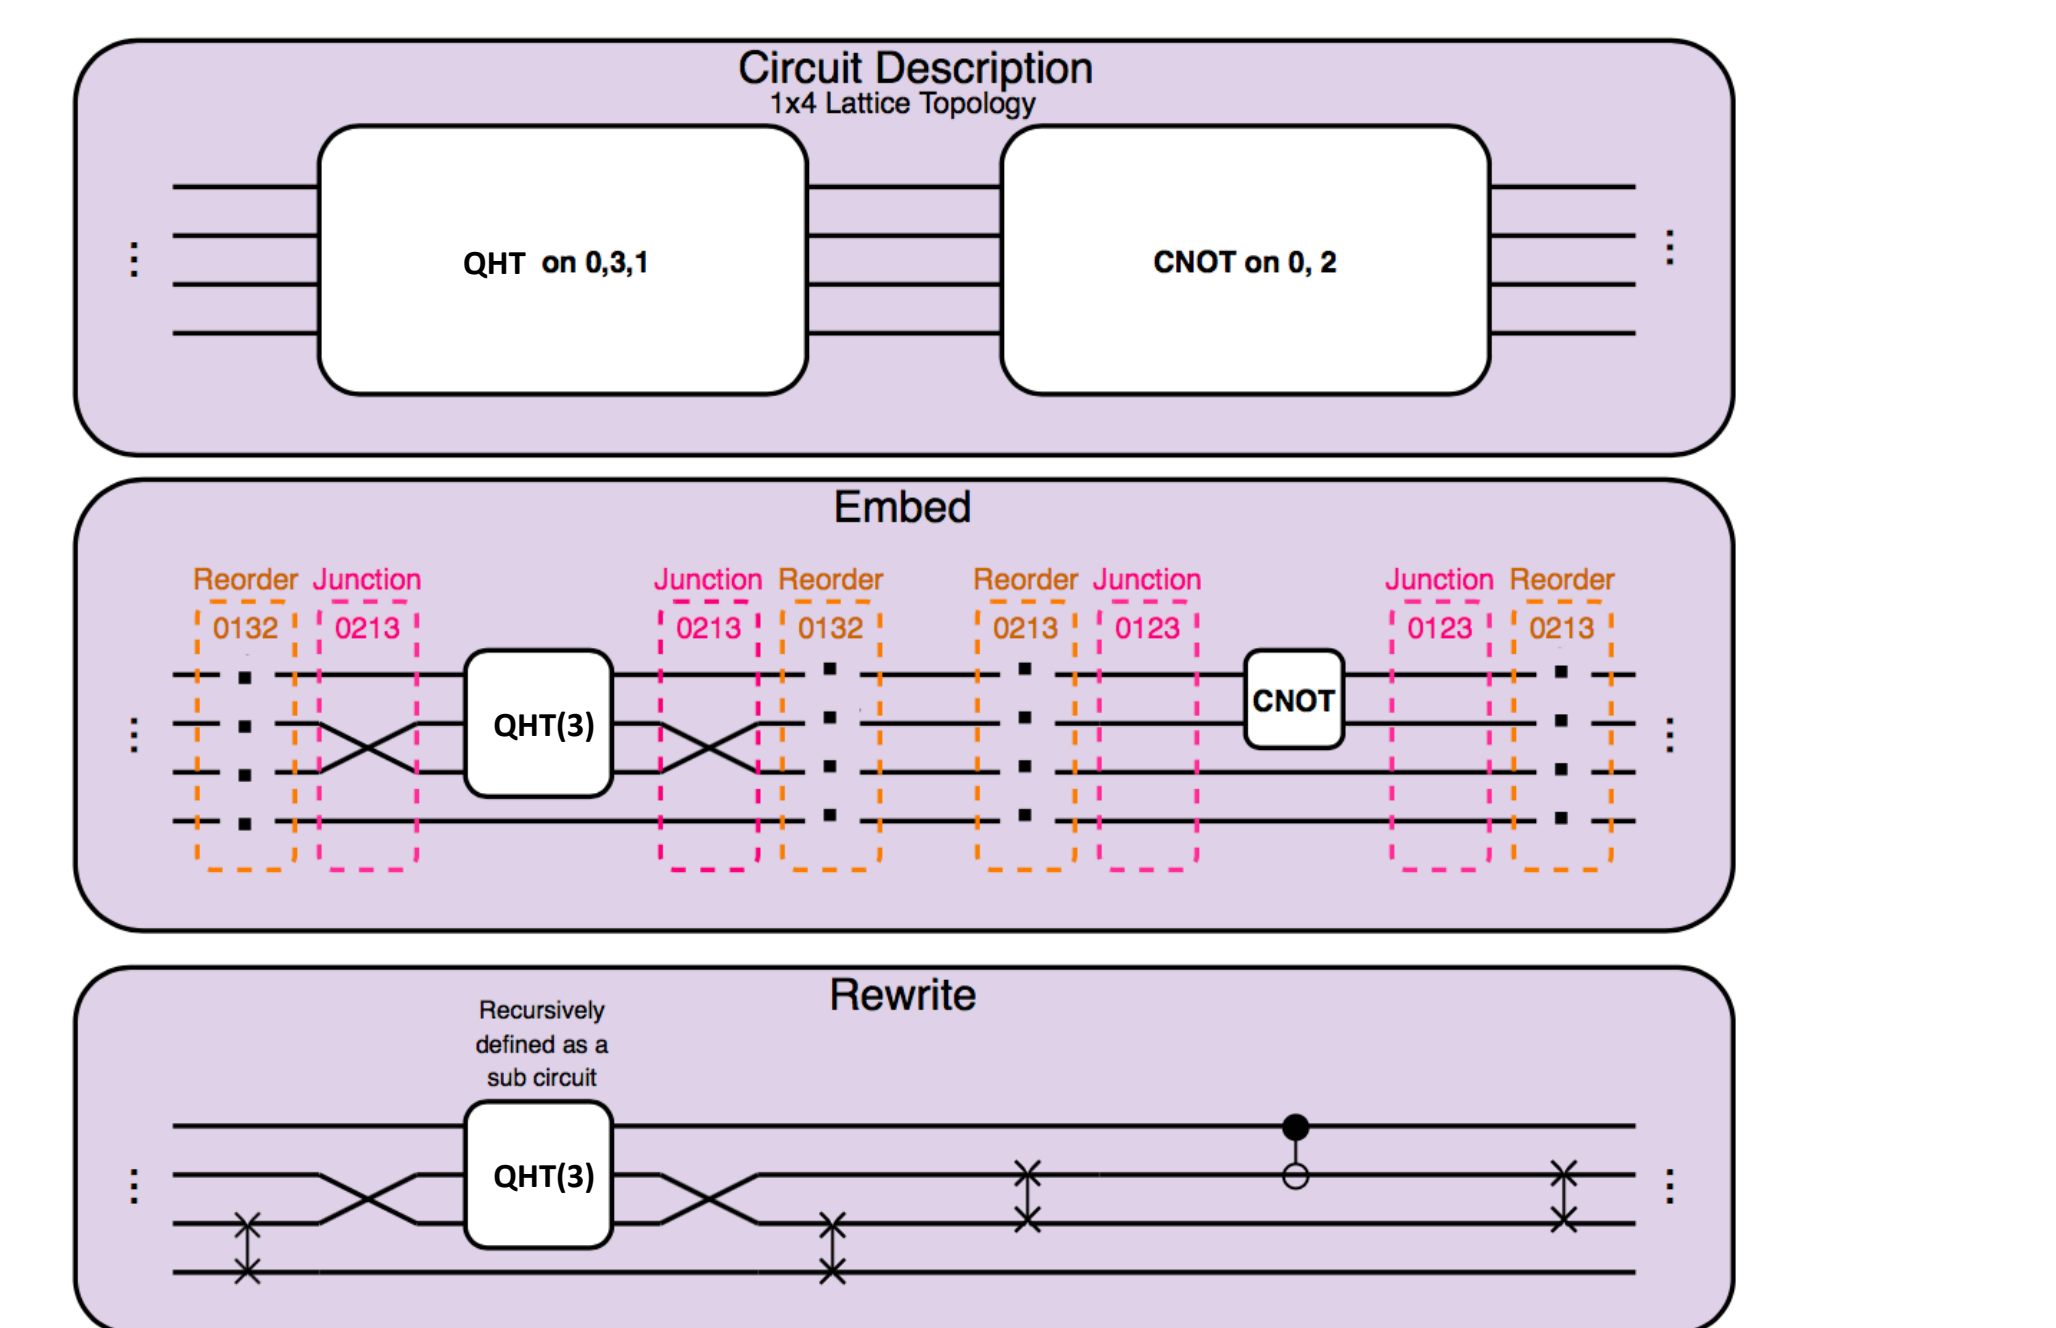 Circuit Description
1x4 Lattice Topology
QHT on 0,3,1
CNOT on 0, 2
Embed
Reorder Junction Junction Reorder Reorder Junction Junction Reorder
0132 0213 0213 0132 0213 0123 0123 0213
QHT(3)
CNOT
Rewrite
Recursively
defined as a
sub circuit
QHT(3)